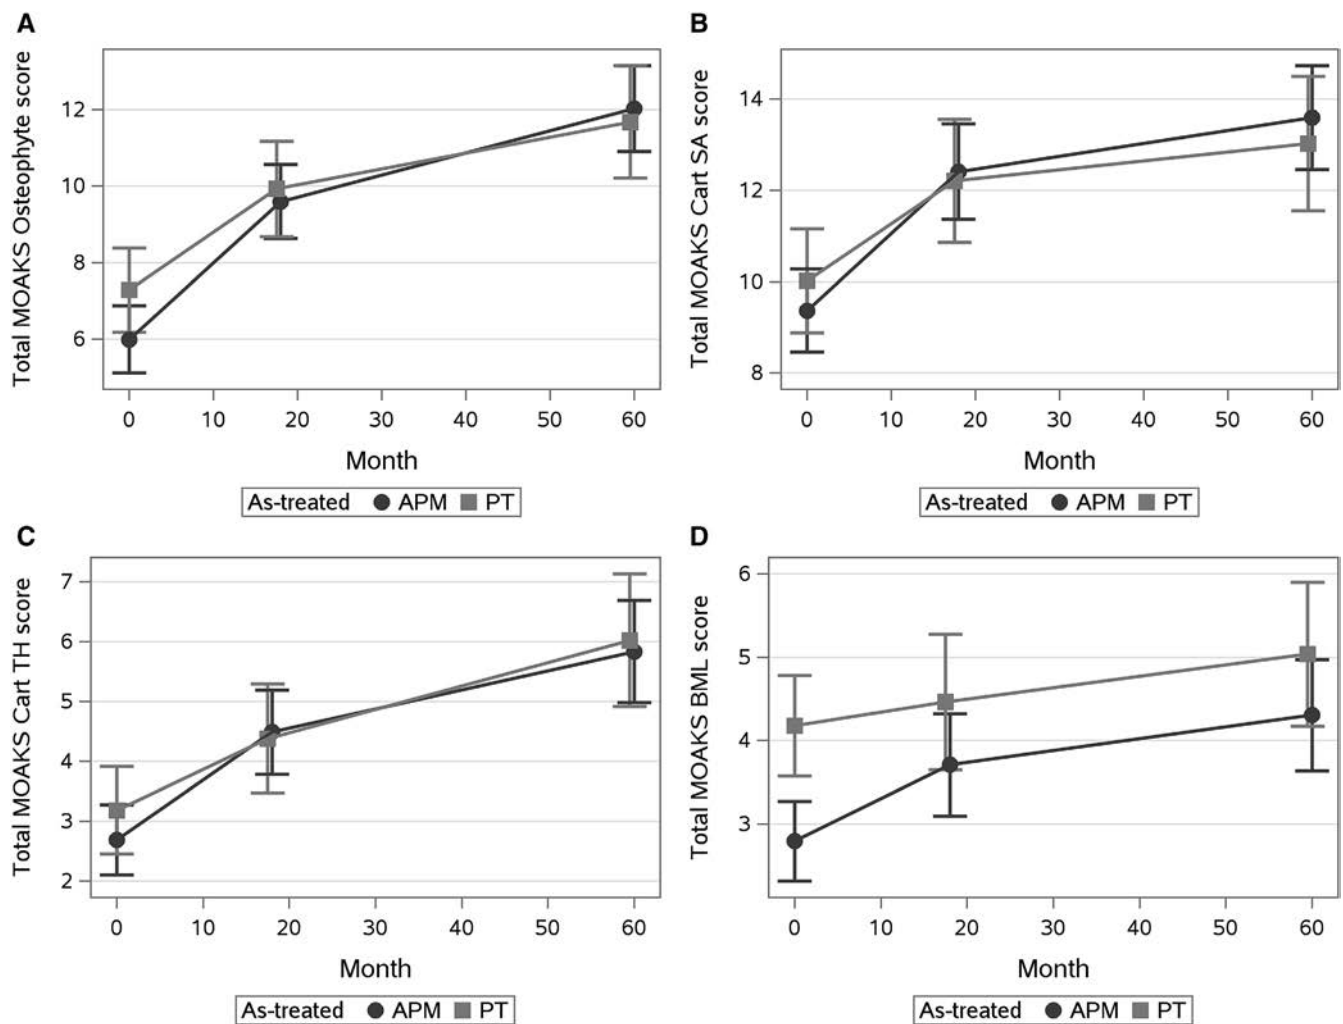 A
Total MOAKS Osteophyte score
12
10
8
6
0 10 20 30 40 50 60
Month
As-treated APM PT
B
Total MOAKS Cart SA score
14
12
10
8
0 10 20 30 40 50 60
Month
As-treated APM PT
C
Total MOAKS Cart TH score
7
6
5
4
3
2
0 10 20 30 40 50 60
Month
As-treated APM PT
D
Total MOAKS BML score
6
5
4
3
0 10 20 30 40 50 60
Month
As-treated APM PT